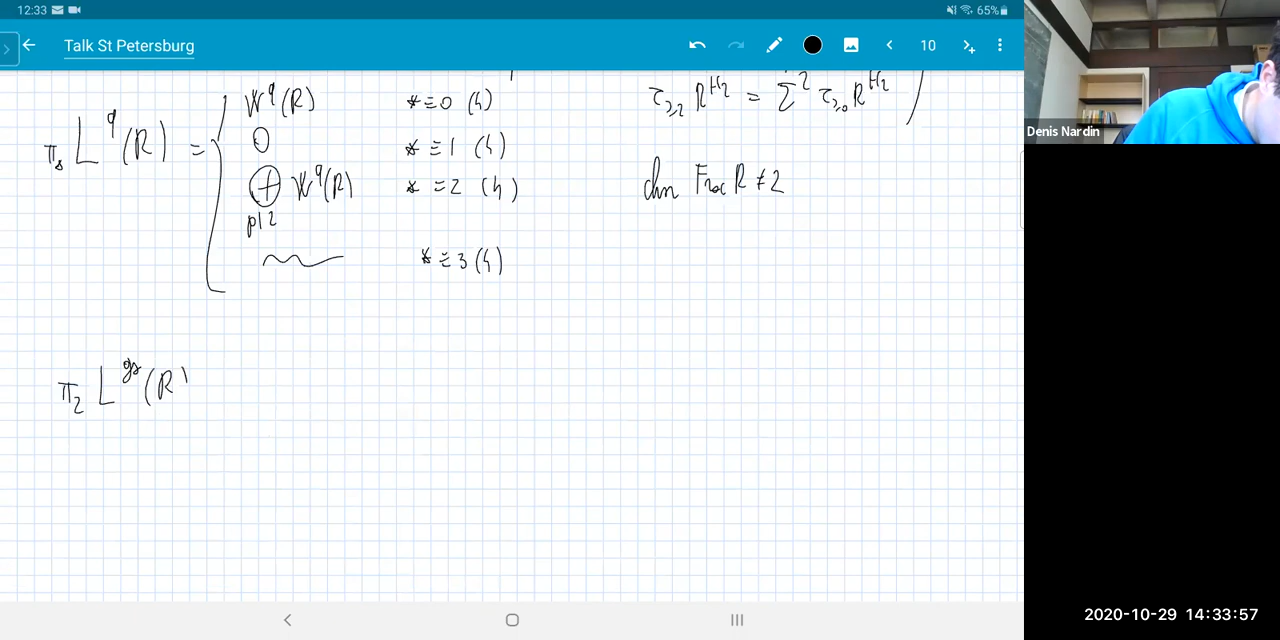 12:33
65%
Talk St Petersburg
10
π_* L^q (R) = { W^q(R) * ≡ 0 (4)
0 * ≡ 1 (4)
⊕_{p|2} W^q(R) * ≡ 2 (4)
* ≡ 3 (4)
τ_{≥2} R^{tC_2} = Σ^2 τ_{≥0} R^{tC_2} )
char Frac R ≠ 2
π_2 L^{gs} (R)
Denis Nardin
2020-10-29 14:33:57